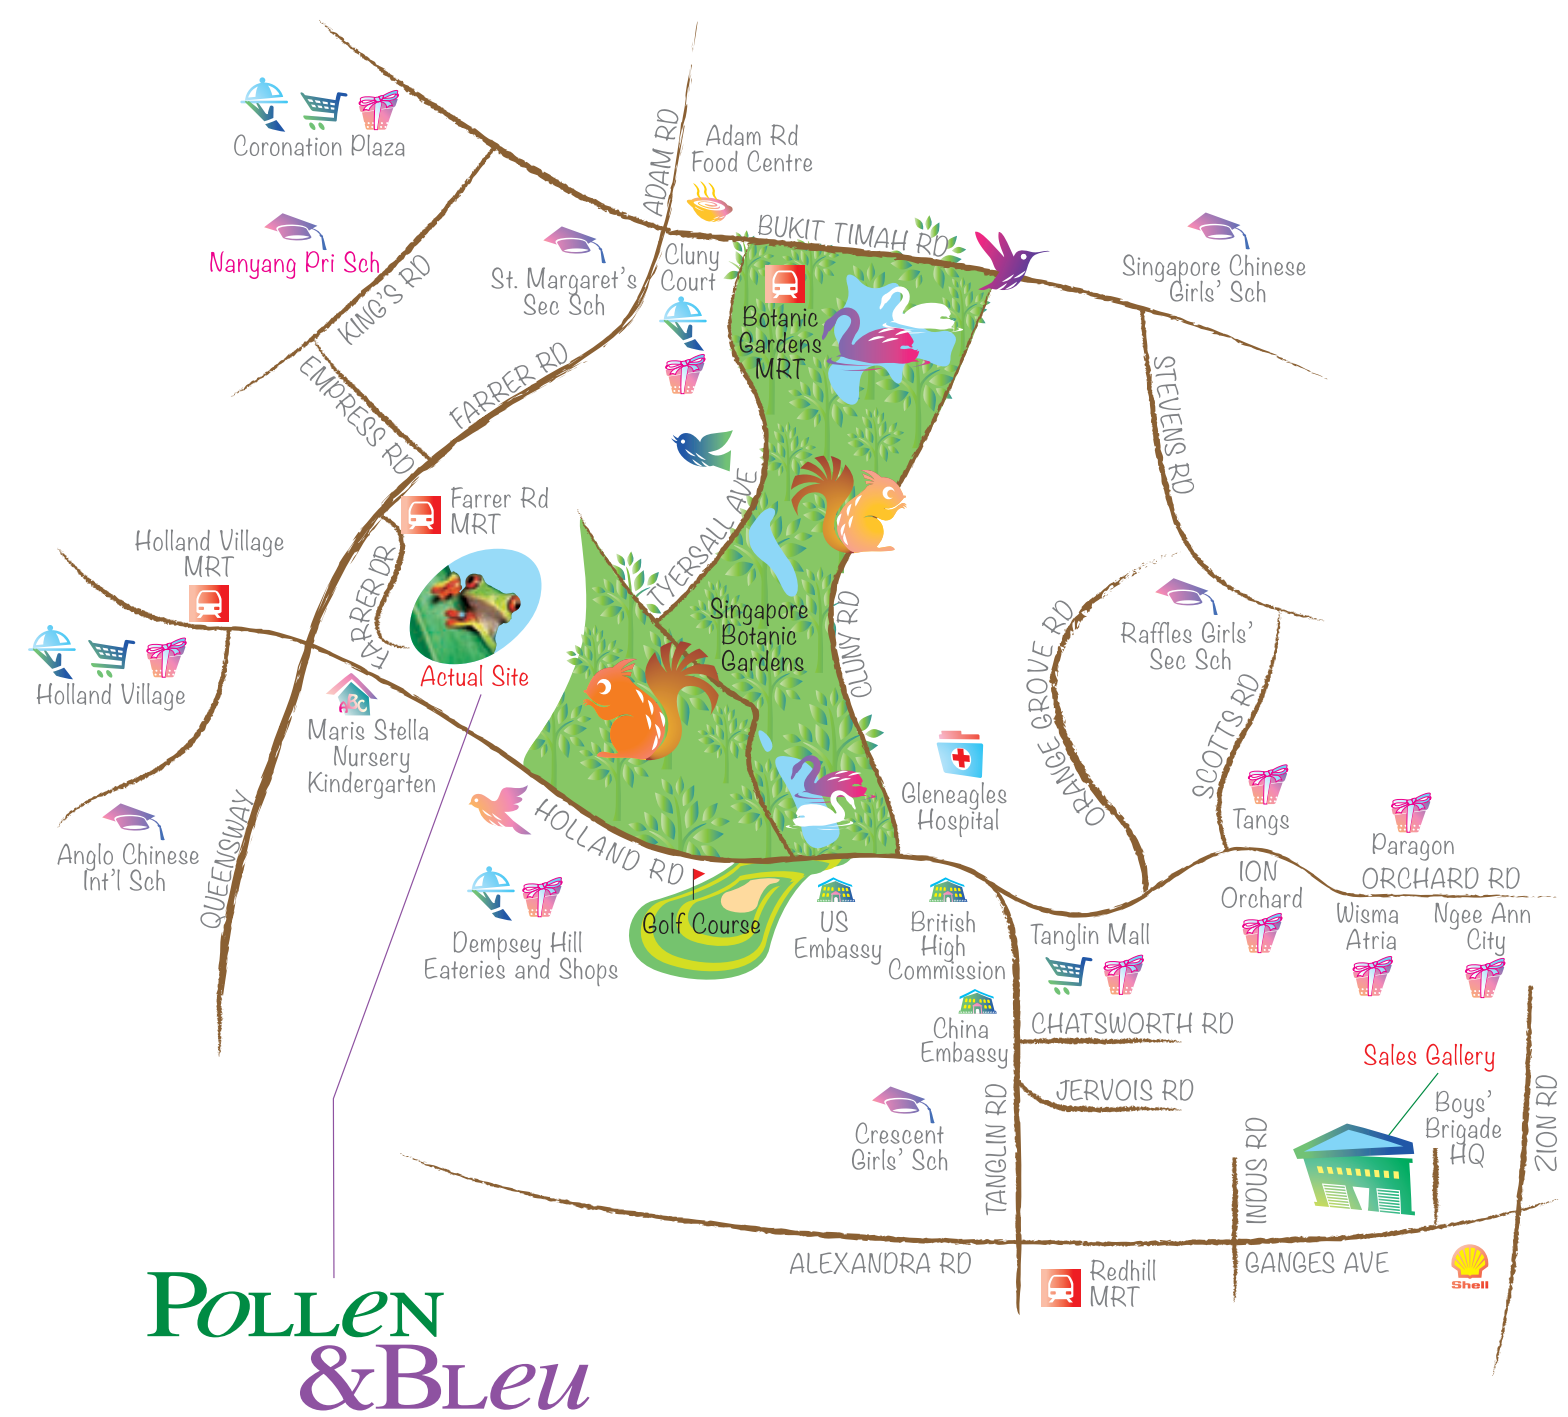 ADAM RD
Adam Rd
Food Centre
Coronation Plaza
BUKIT TIMAH RD
Nanyang Pri Sch
KING'S RD
St. Margaret's
Sec Sch
Cluny
Court
Singapore Chinese
Girls' Sch
Botanic
Gardens
MRT
EMPRESS RD
FARRER RD
STEVENS RD
TYERSALL AVE
Farrer Rd
MRT
Holland Village
MRT
FARRER DR
Singapore
Botanic
Gardens
CLUNY RD
ORANGE GROVE RD
Raffles Girls'
Sec Sch
SCOTTS RD
Holland Village
Actual Site
Maris Stella
Nursery
Kindergarten
Gleneagles
Hospital
Tangs
Paragon
ORCHARD RD
HOLLAND RD
Anglo Chinese
Int'l Sch
QUEENSWAY
ION
Orchard
Wisma
Atria
Ngee Ann
City
Golf Course
US
Embassy
British
High
Commission
Tanglin Mall
Dempsey Hill
Eateries and Shops
China
Embassy
CHATSWORTH RD
Sales Gallery
JERVOIS RD
TANGLIN RD
Boys'
Brigade
HQ
ZION RD
INDUS RD
Crescent
Girls' Sch
ALEXANDRA RD
Redhill
MRT
GANGES AVE
Shell
ABC
POLLeN
&BLeu